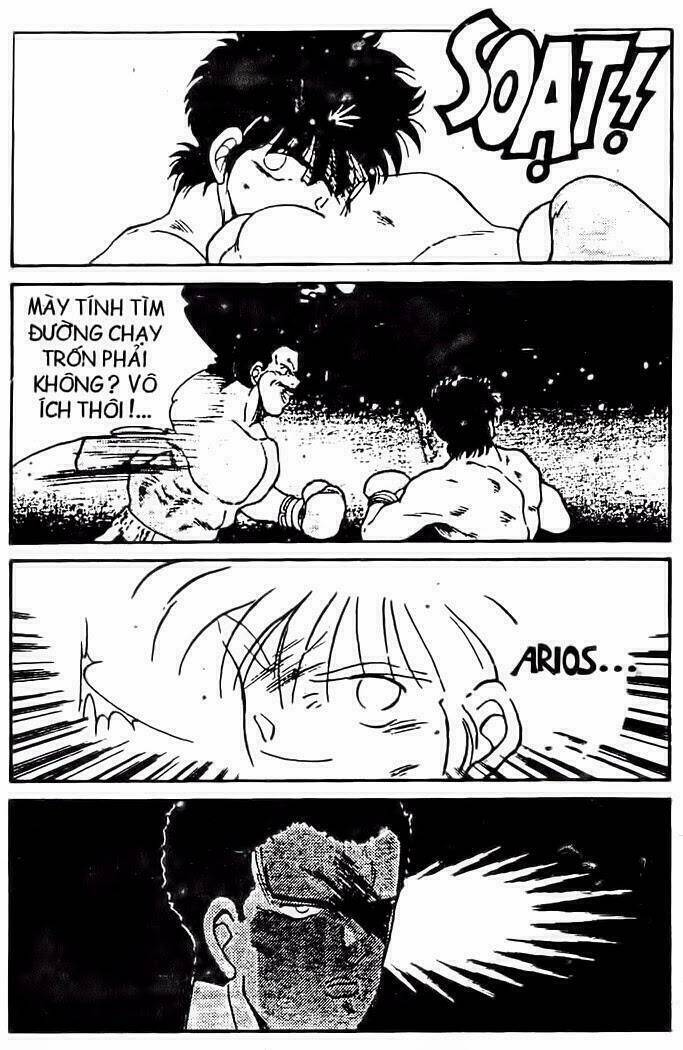 SOẠT!!
MÀY TÍNH TÌM
ĐƯỜNG CHẠY
TRỐN PHẢI
KHÔNG? VÔ
ÍCH THÔI!...
ARIOS...